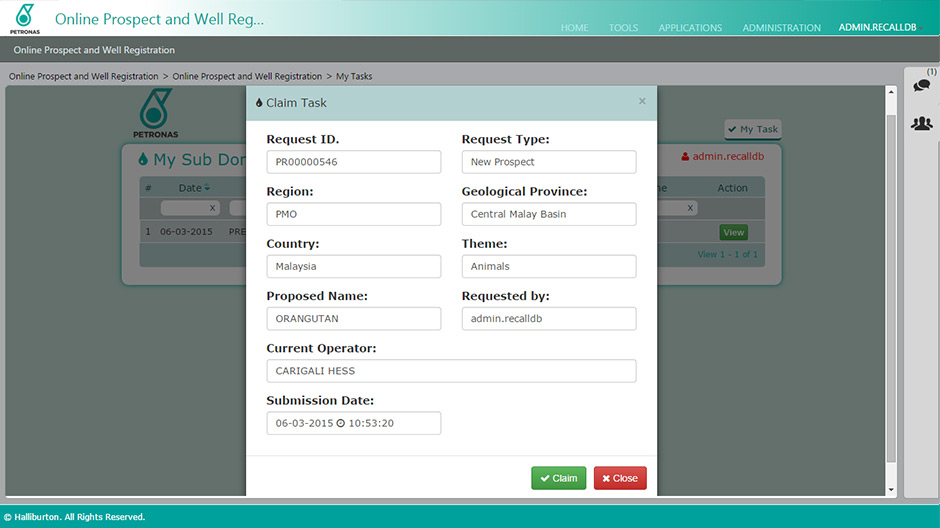 PETRONAS
Online Prospect and Well Reg...
HOME TOOLS APPLICATIONS ADMINISTRATION ADMIN.RECALLDB
Online Prospect and Well Registration
Online Prospect and Well Registration > Online Prospect and Well Registration > My Tasks
(1)
PETRONAS
My Task
My Sub Dom
admin.recalldb
# Date Action
x x
1 06-03-2015 PRE View
View 1 - 1 of 1
Claim Task ×
Request ID. Request Type:
PR00000546 New Prospect
Region: Geological Province:
PMO Central Malay Basin
Country: Theme:
Malaysia Animals
Proposed Name: Requested by:
ORANGUTAN admin.recalldb
Current Operator:
CARIGALI HESS
Submission Date:
06-03-2015 10:53:20
Claim Close
© Halliburton. All Rights Reserved.